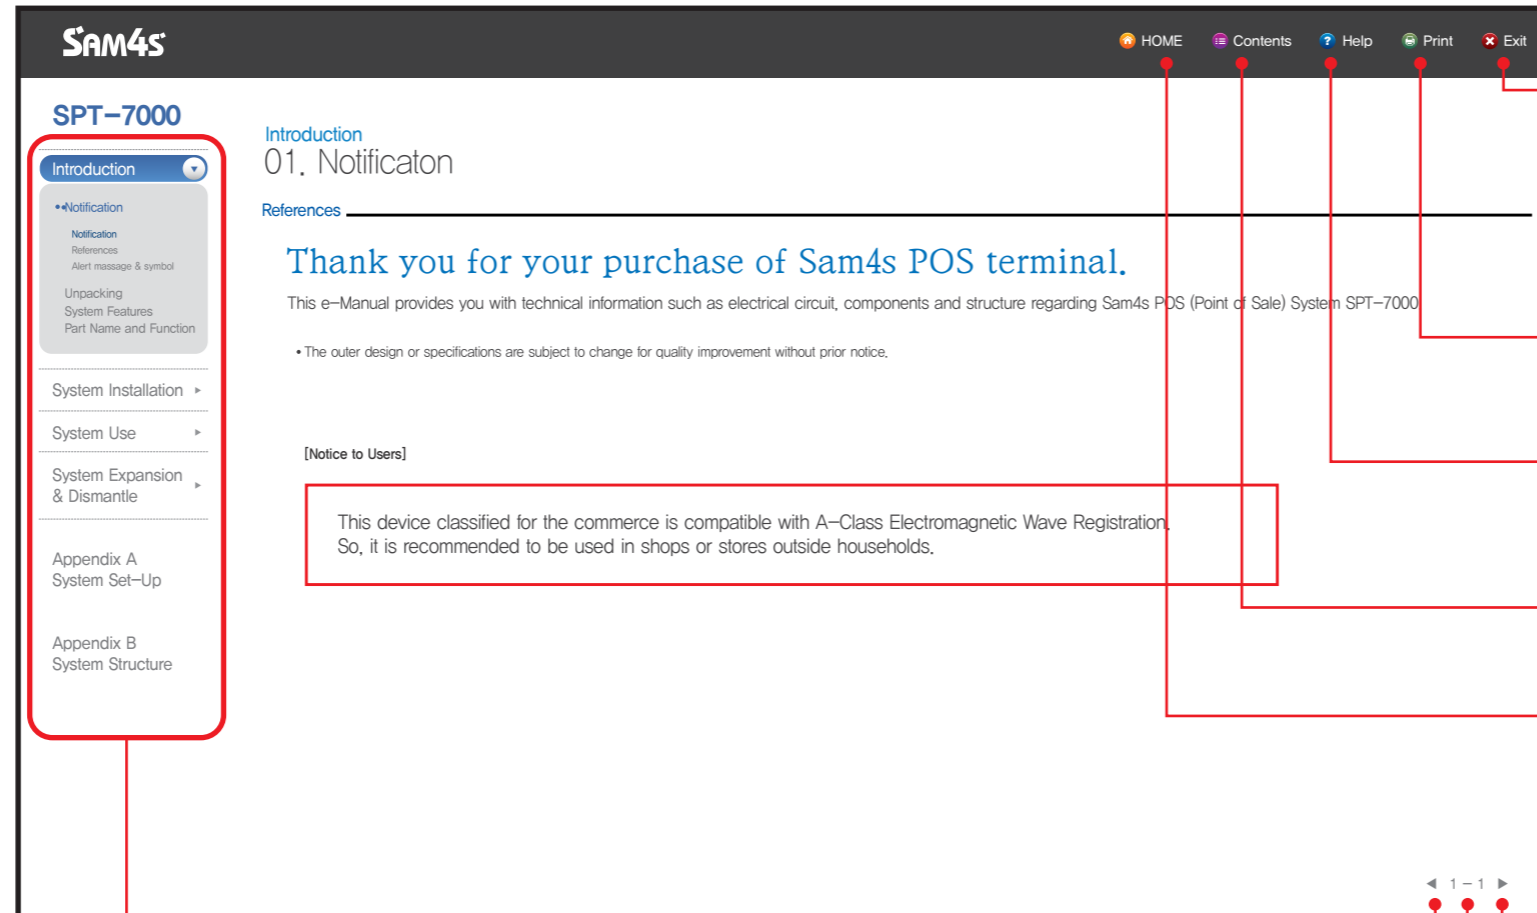 SAM4S
HOME Contents Help Print Exit
SPT-7000
Introduction
Notification
Notification
References
Alert massage & symbol
Unpacking
System Features
Part Name and Function
System Installation
System Use
System Expansion
& Dismantle
Appendix A
System Set-Up
Appendix B
System Structure
Introduction
01. Notificaton
References
Thank you for your purchase of Sam4s POS terminal.
This e-Manual provides you with technical information such as electrical circuit, components and structure regarding Sam4s POS (Point of Sale) System SPT-7000
• The outer design or specifications are subject to change for quality improvement without prior notice.
[Notice to Users]
This device classified for the commerce is compatible with A-Class Electromagnetic Wave Registration.
So, it is recommended to be used in shops or stores outside households.
1 - 1